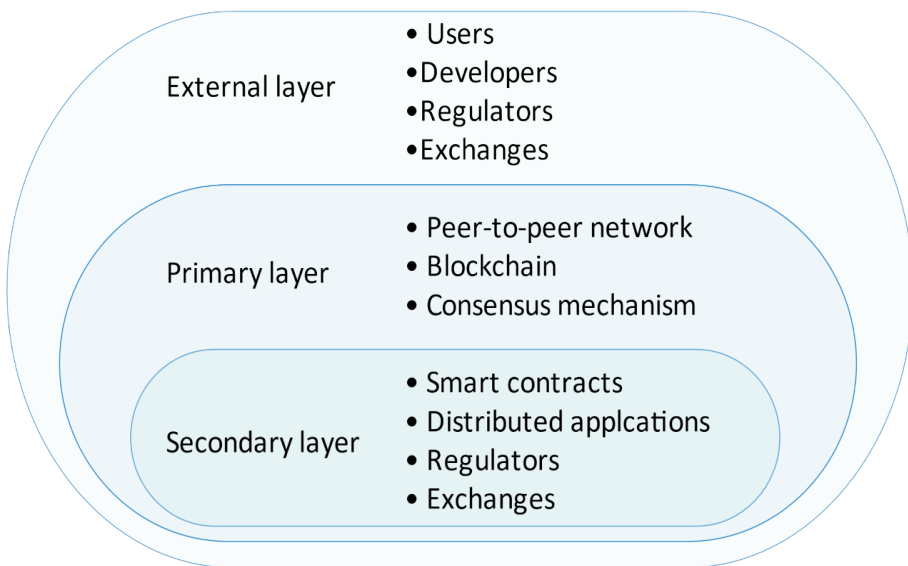 External layer
• Users
•Developers
•Regulators
•Exchanges
Primary layer
• Peer-to-peer network
• Blockchain
• Consensus mechanism
Secondary layer
• Smart contracts
• Distributed applcations
• Regulators
• Exchanges